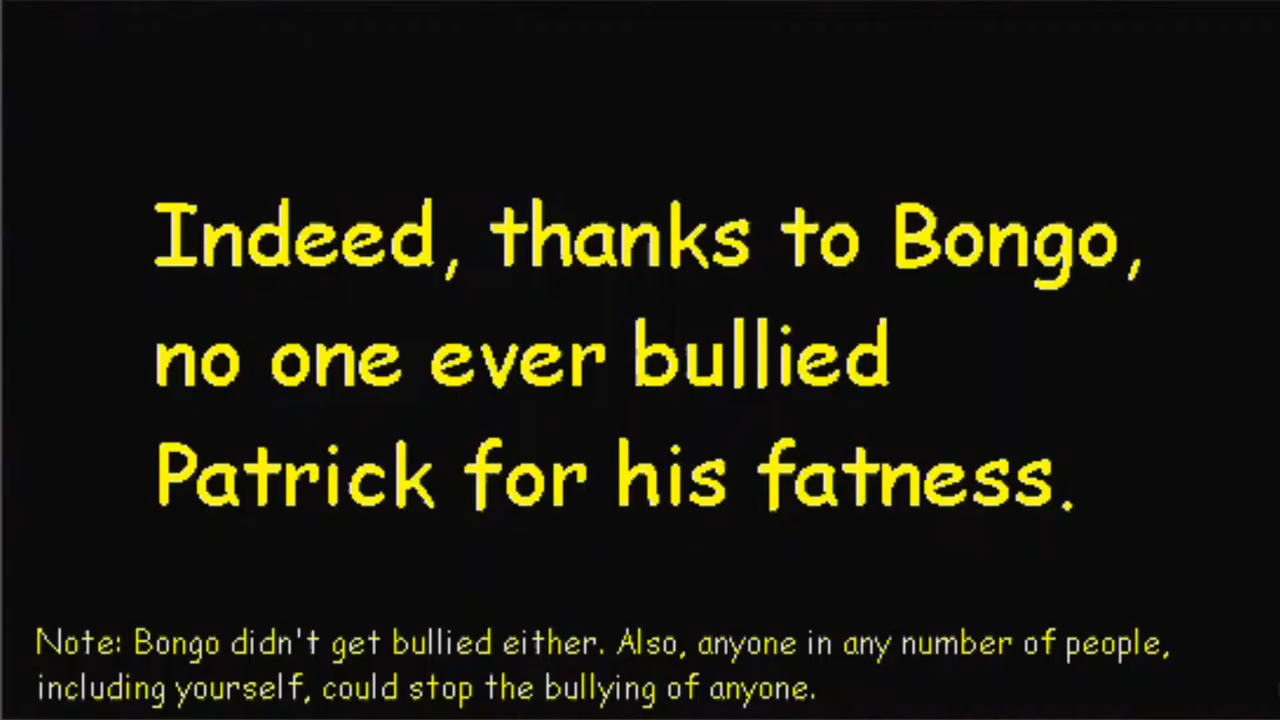 Indeed, thanks to Bongo,
no one ever bullied
Patrick for his fatness.
Note: Bongo didn't get bullied either. Also, anyone in any number of people,
including yourself, could stop the bullying of anyone.